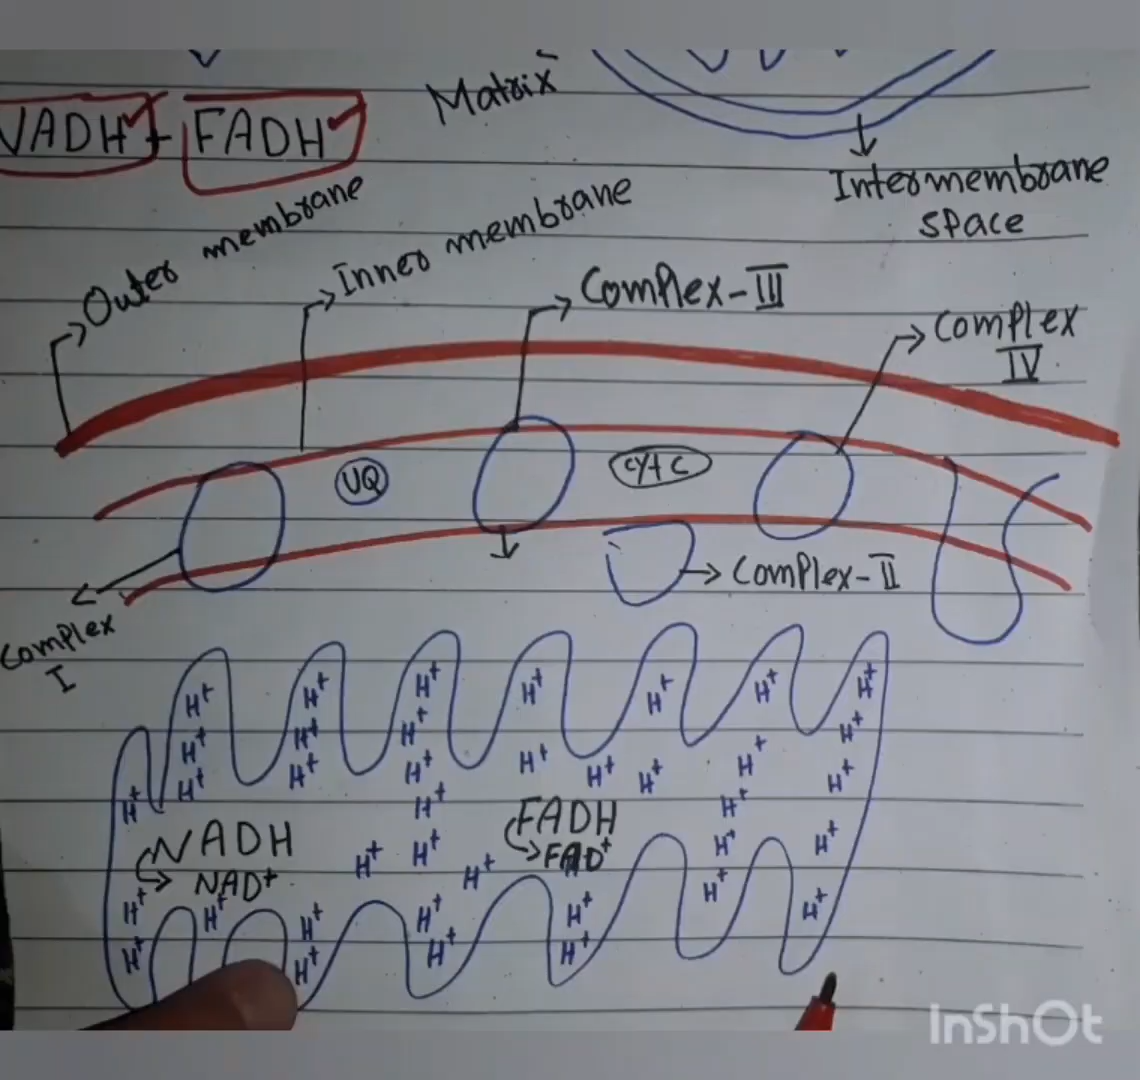 Matrix
NADH + FADH
Intermembrane
space
Outer membrane
Inner membrane
Complex-III
Complex
IV
UQ
cyt c
Complex-II
Complex
I
H+ H+ H+ H+ H+ H+ H+
H+ H+ H+ H+
H+ H+ H+ H+ H+ H+ H+ H+
H+ H+ H+
NADH
FADH
H+ H+ H+ H+
NAD+
FAD+
H+ H+
H+ H+ H+ H+ H+ H+
H+ H+ H+ H+
InShOt